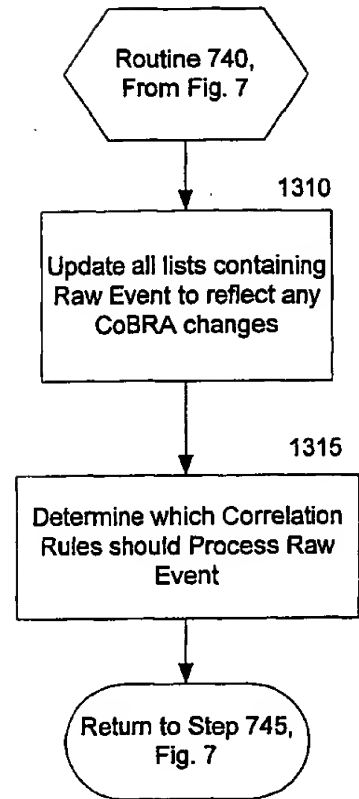 Routine 740,
From Fig. 7
1310
Update all lists containing
Raw Event to reflect any
CoBRA changes
1315
Determine which Correlation
Rules should Process Raw
Event
Return to Step 745,
Fig. 7